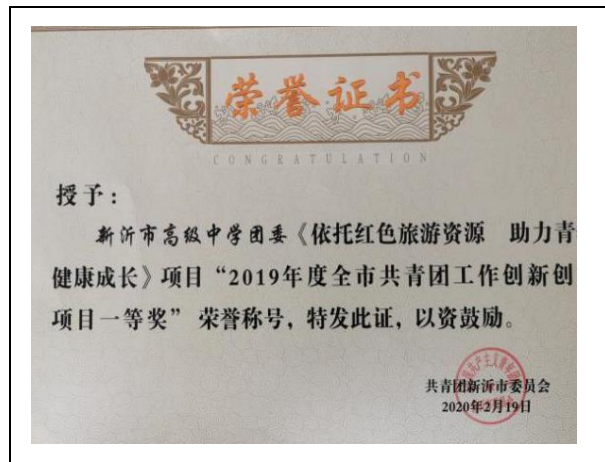 荣誉证书
CONGRATULATION
授予：
新沂市高级中学团委《依托红色旅游资源 助力青
健康成长》项目“2019年度全市共青团工作创新创
项目一等奖”荣誉称号，特发此证，以资鼓励。
共青团新沂市委员会
2020年2月19日